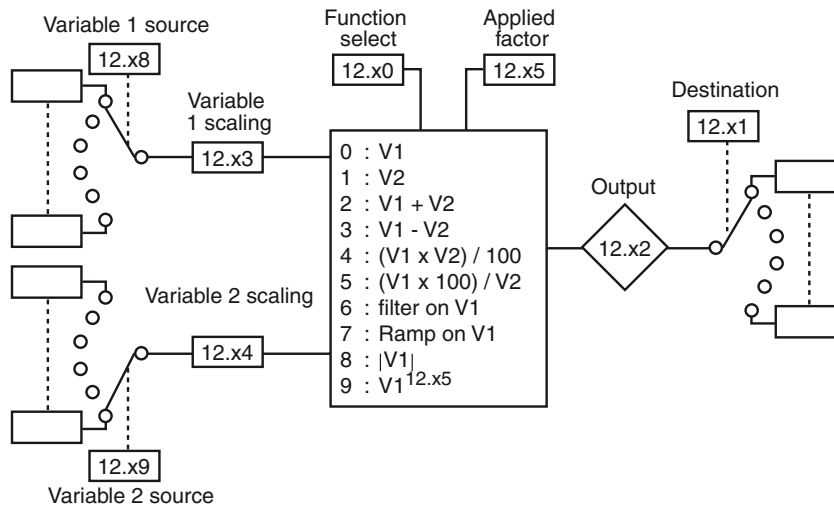 Variable 1 source
12.x8
Variable
1 scaling
12.x3
Function
select
12.x0
Applied
factor
12.x5
0 : V1
1 : V2
2 : V1 + V2
3 : V1 - V2
4 : (V1 x V2) / 100
5 : (V1 x 100) / V2
6 : filter on V1
7 : Ramp on V1
8 : |V1|
9 : V1^12.x5
Variable 2 scaling
12.x4
12.x9
Variable 2 source
Output
12.x2
Destination
12.x1